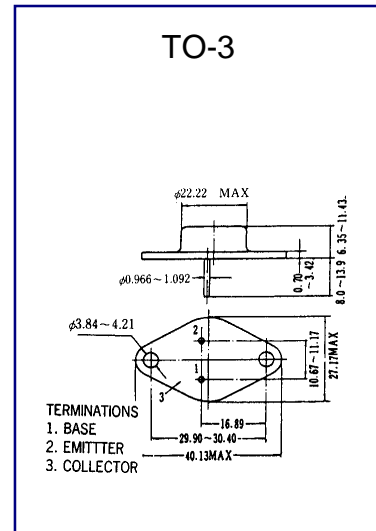 TO-3
φ22.22 MAX
6.35~11.43
0.70
~3.42
8.0~13.9
φ0.966~1.092
φ3.84~4.21
2
1
3
10.67~11.17
27.17MAX
TERMINATIONS
1. BASE
2. EMITTTER
3. COLLECTOR
16.89
29.90~30.40
40.13MAX